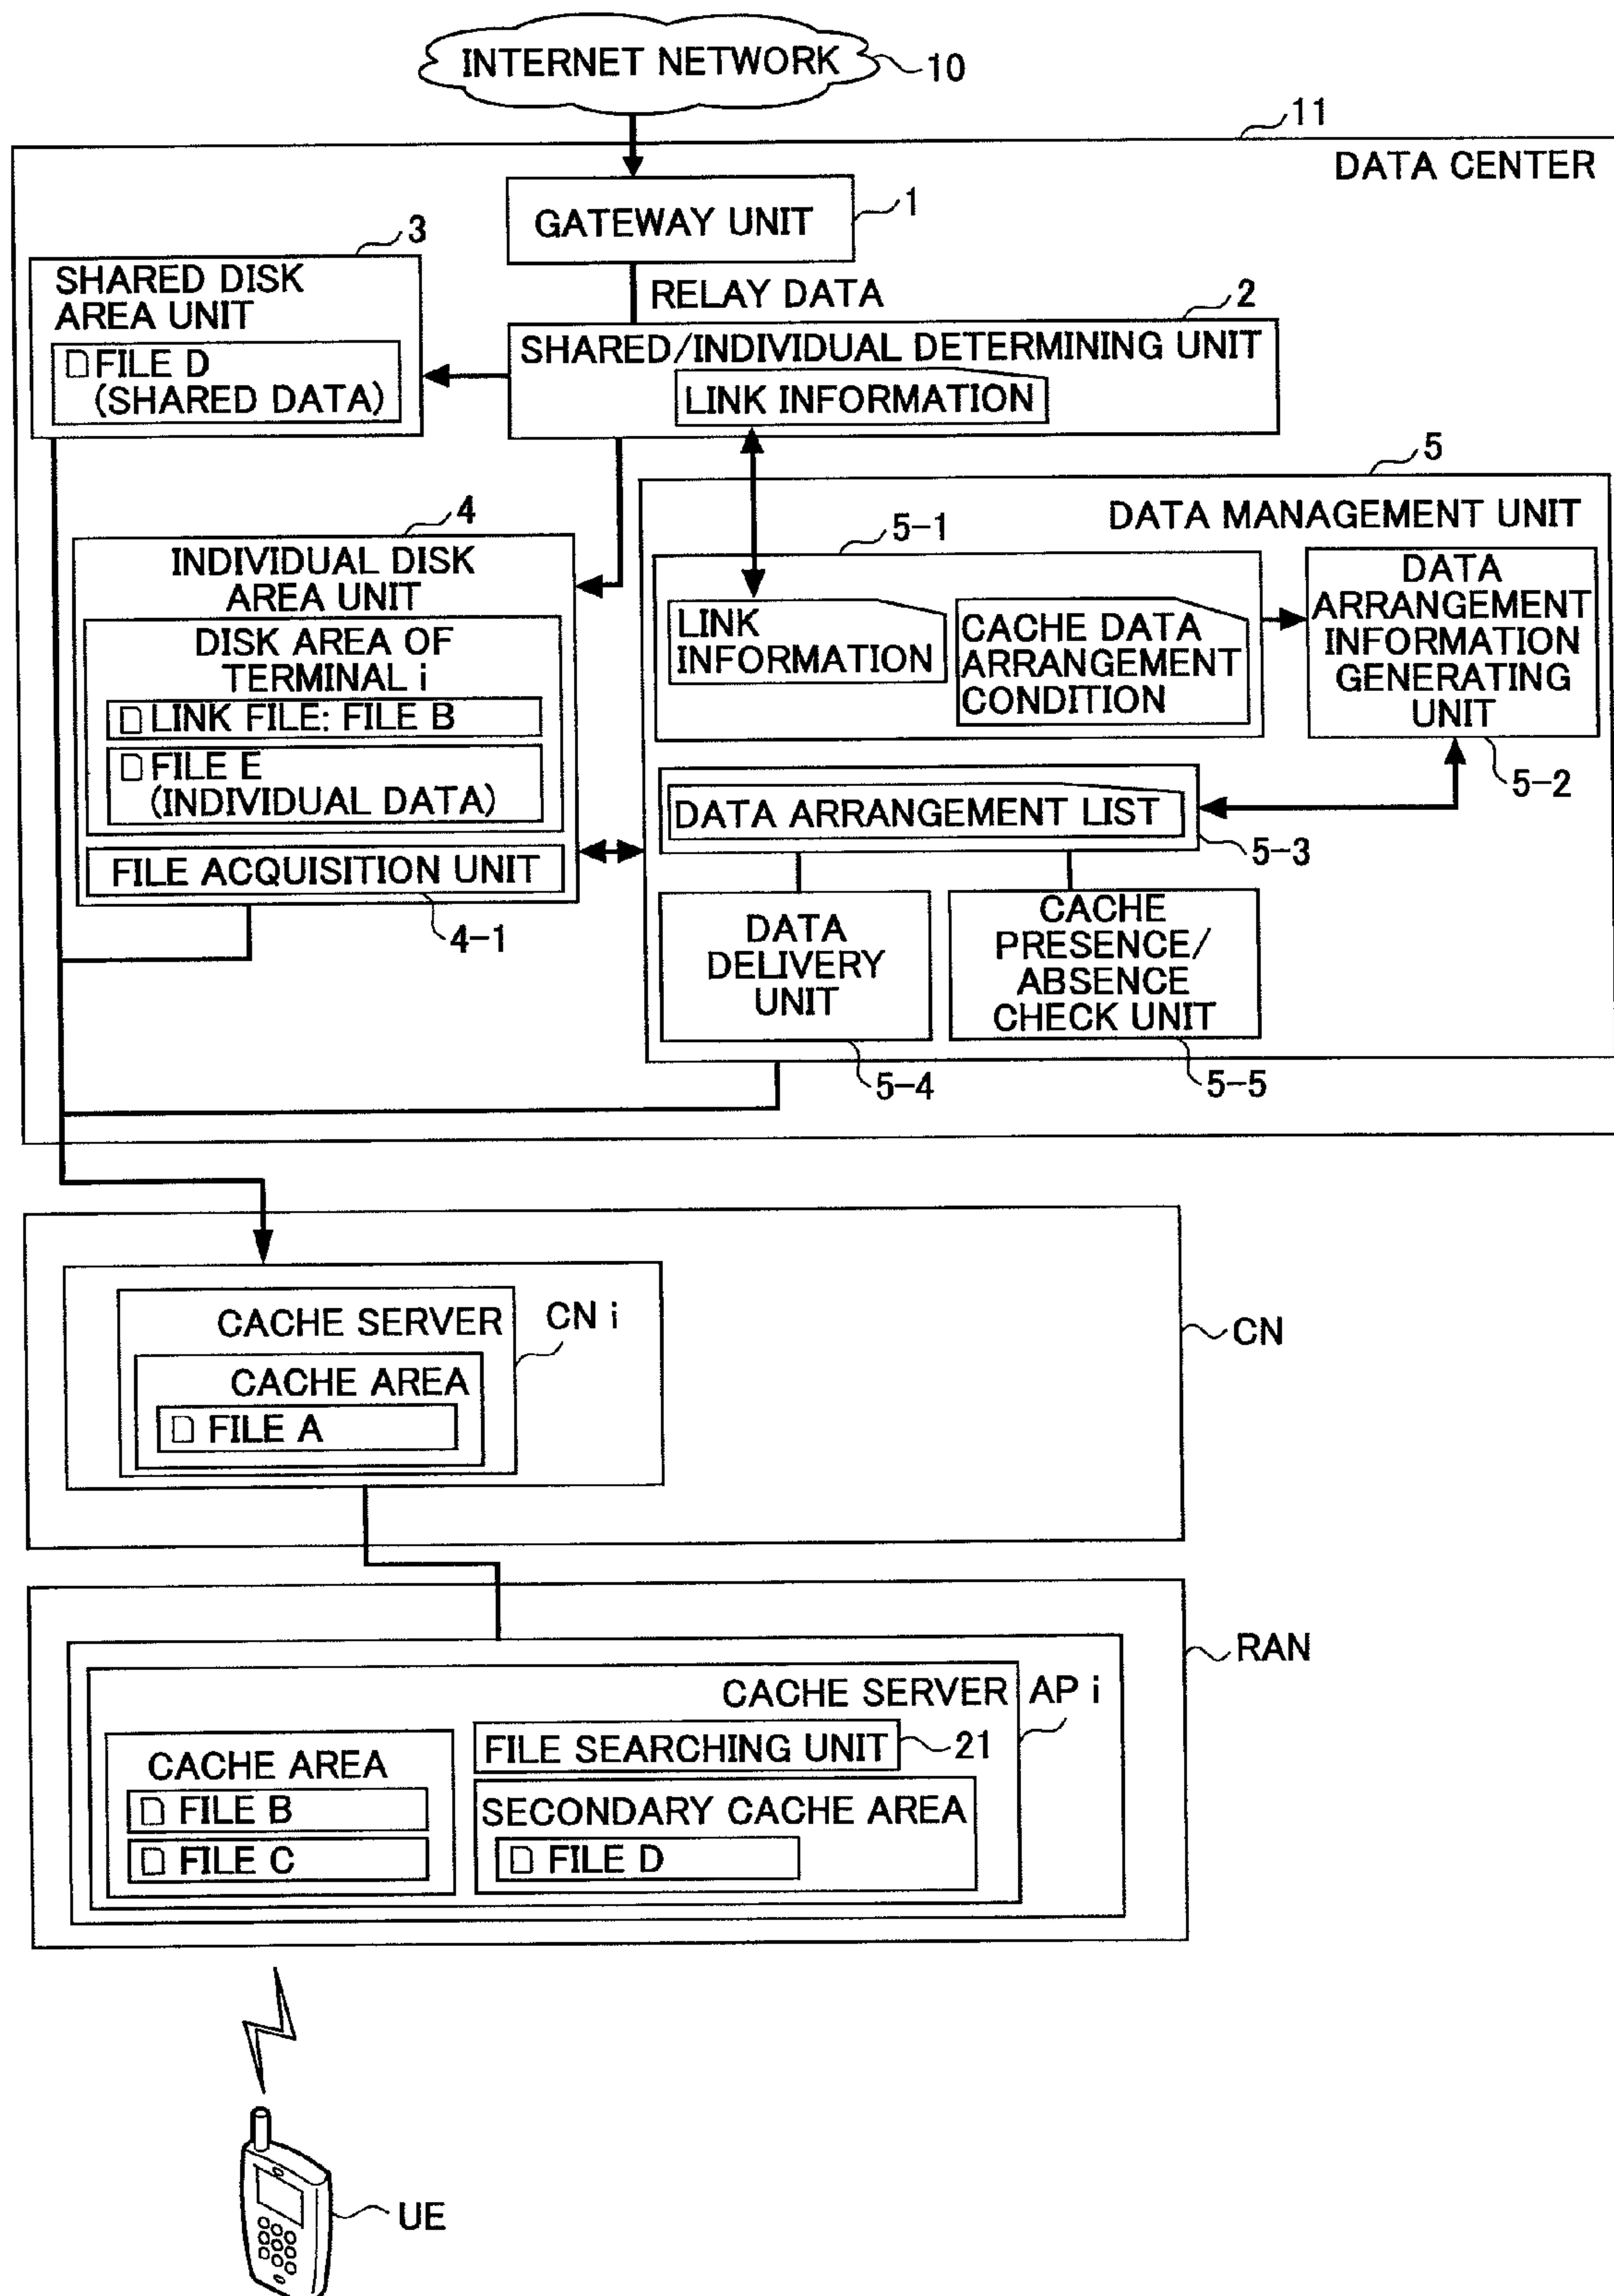 INTERNET NETWORK
10
11
DATA CENTER
GATEWAY UNIT
1
3
SHARED DISK
AREA UNIT
FILE D
(SHARED DATA)
RELAY DATA
2
SHARED/INDIVIDUAL DETERMINING UNIT
LINK INFORMATION
5
DATA MANAGEMENT UNIT
4
INDIVIDUAL DISK
AREA UNIT
DISK AREA OF
TERMINAL i
LINK FILE: FILE B
FILE E
(INDIVIDUAL DATA)
FILE ACQUISITION UNIT
4-1
5-1
LINK
INFORMATION
CACHE DATA
ARRANGEMENT
CONDITION
DATA
ARRANGEMENT
INFORMATION
GENERATING
UNIT
5-2
DATA ARRANGEMENT LIST
5-3
DATA
DELIVERY
UNIT
5-4
CACHE
PRESENCE/
ABSENCE
CHECK UNIT
5-5
CACHE SERVER
CN i
CACHE AREA
FILE A
CN
RAN
CACHE SERVER
AP i
CACHE AREA
FILE B
FILE C
FILE SEARCHING UNIT
21
SECONDARY CACHE AREA
FILE D
UE